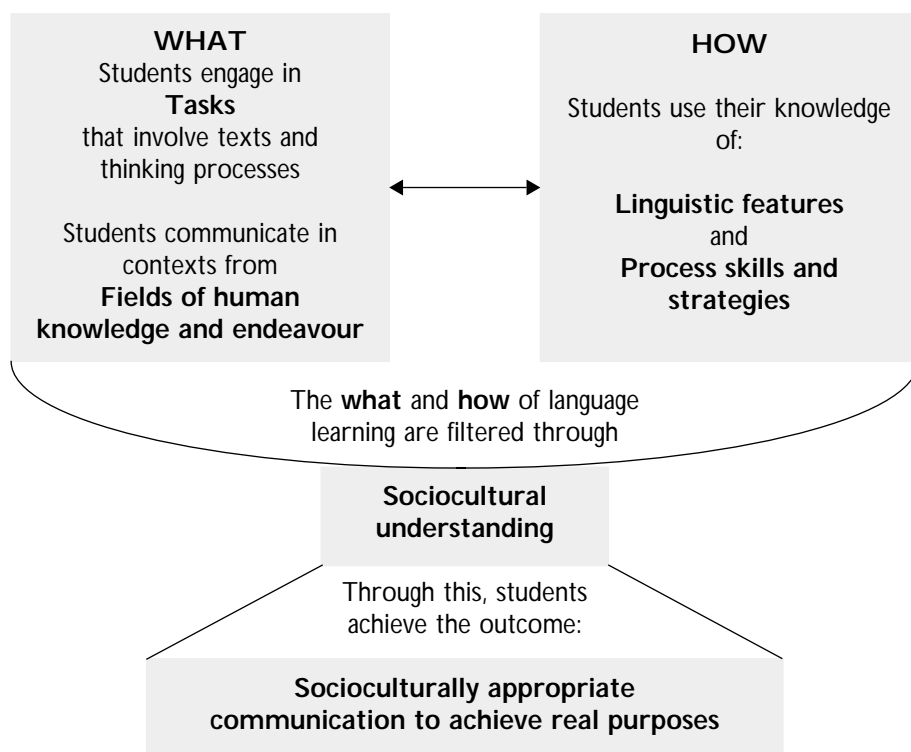 WHAT
Students engage in
Tasks
that involve texts and
thinking processes
Students communicate in
contexts from
Fields of human
knowledge and endeavour
HOW
Students use their knowledge
of:
Linguistic features
and
Process skills and
strategies
The what and how of language
learning are filtered through
Sociocultural
understanding
Through this, students
achieve the outcome:
Socioculturally appropriate
communication to achieve real purposes